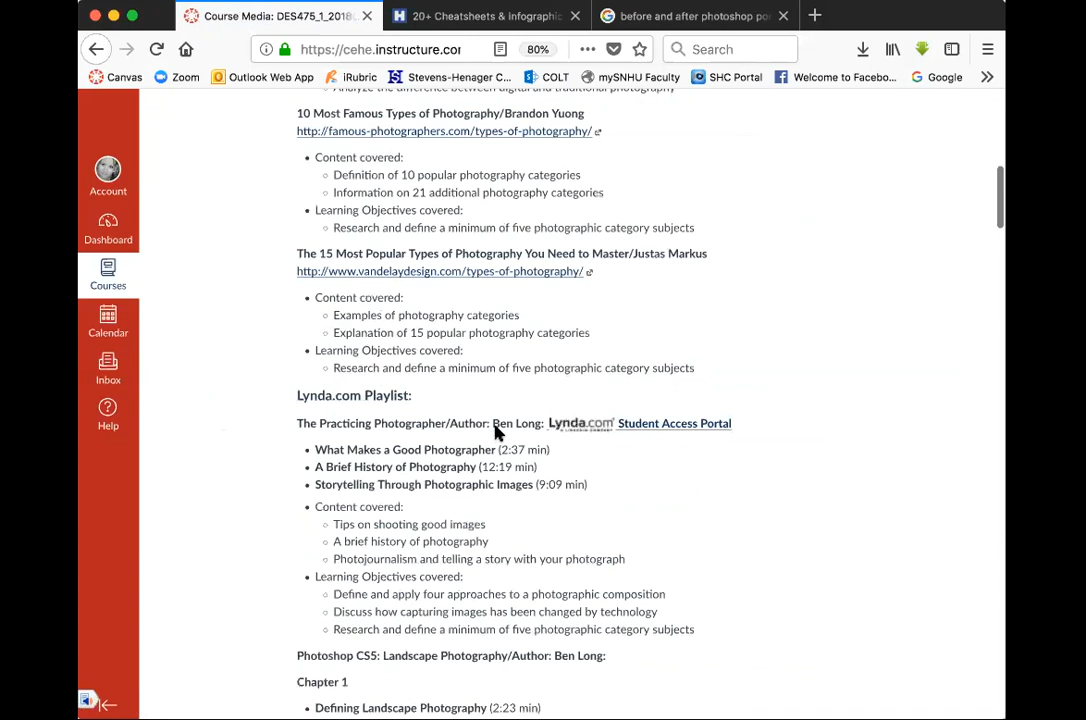 Course Media: DES475_1_2018(
20+ Cheatsheets & Infographic
before and after photoshop po
https://cehe.instructure.cor
80%
Search
Canvas
Zoom
Outlook Web App
iRubric
Stevens-Henager C...
COLT
mySNHU Faculty
SHC Portal
Welcome to Facebo...
Google
Account
Dashboard
Courses
Calendar
Inbox
Help
Analyze the difference between digital and traditional photography
10 Most Famous Types of Photography/Brandon Yuong
http://famous-photographers.com/types-of-photography/
Content covered:
Definition of 10 popular photography categories
Information on 21 additional photography categories
Learning Objectives covered:
Research and define a minimum of five photographic category subjects
The 15 Most Popular Types of Photography You Need to Master/Justas Markus
http://www.vandelaydesign.com/types-of-photography/
Content covered:
Examples of photography categories
Explanation of 15 popular photography categories
Learning Objectives covered:
Research and define a minimum of five photographic category subjects
Lynda.com Playlist:
The Practicing Photographer/Author: Ben Long: Lynda.com Student Access Portal
What Makes a Good Photographer (2:37 min)
A Brief History of Photography (12:19 min)
Storytelling Through Photographic Images (9:09 min)
Content covered:
Tips on shooting good images
A brief history of photography
Photojournalism and telling a story with your photograph
Learning Objectives covered:
Define and apply four approaches to a photographic composition
Discuss how capturing images has been changed by technology
Research and define a minimum of five photographic category subjects
Photoshop CS5: Landscape Photography/Author: Ben Long:
Chapter 1
Defining Landscape Photography (2:23 min)